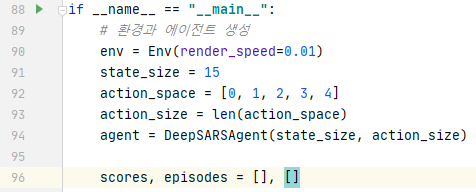 88 if __name__ == "__main__":
89 # 환경과 에이전트 생성
90 env = Env(render_speed=0.01)
91 state_size = 15
92 action_space = [0, 1, 2, 3, 4]
93 action_size = len(action_space)
94 agent = DeepSARSAgent(state_size, action_size)
95
96 scores, episodes = [], []